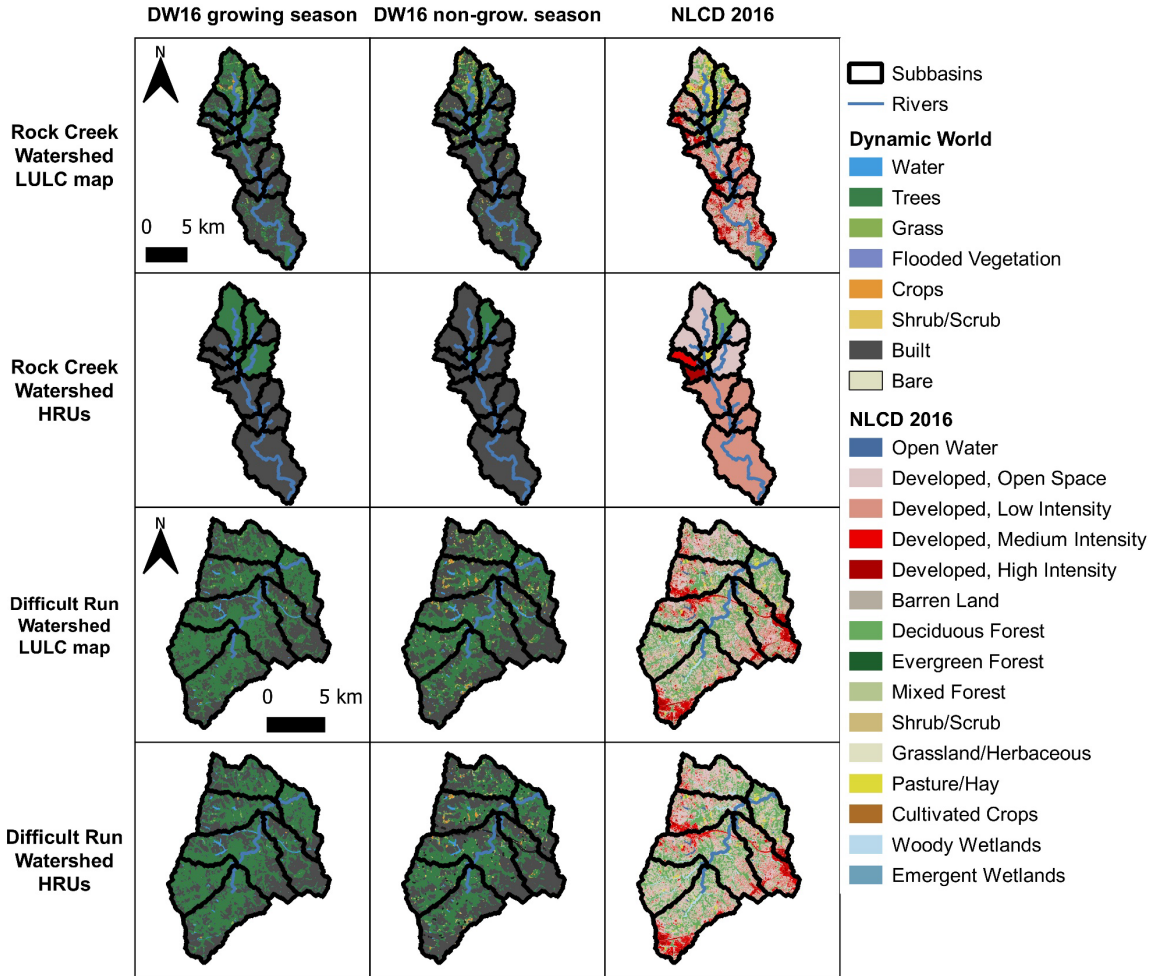 DW16 growing season
DW16 non-grow. season
NLCD 2016
N
Rock Creek
Watershed
LULC map
0 5 km
Rock Creek
Watershed
HRUs
N
Difficult Run
Watershed
LULC map
0 5 km
Difficult Run
Watershed
HRUs
Subbasins
Rivers
Dynamic World
Water
Trees
Grass
Flooded Vegetation
Crops
Shrub/Scrub
Built
Bare
NLCD 2016
Open Water
Developed, Open Space
Developed, Low Intensity
Developed, Medium Intensity
Developed, High Intensity
Barren Land
Deciduous Forest
Evergreen Forest
Mixed Forest
Shrub/Scrub
Grassland/Herbaceous
Pasture/Hay
Cultivated Crops
Woody Wetlands
Emergent Wetlands